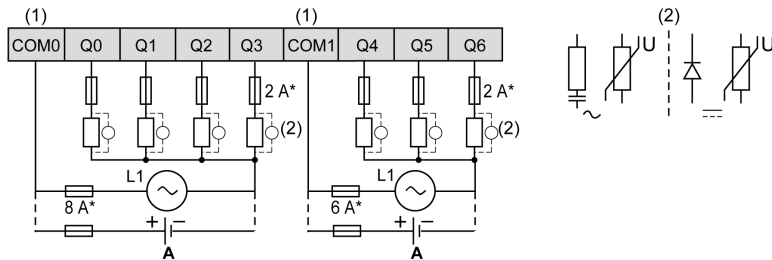 (1) (1) (2)
COM0 Q0 Q1 Q2 Q3 COM1 Q4 Q5 Q6
U U
2 A* 2 A*
(2) (2)
L1 L1
8 A* 6 A*
+ − + −
A A